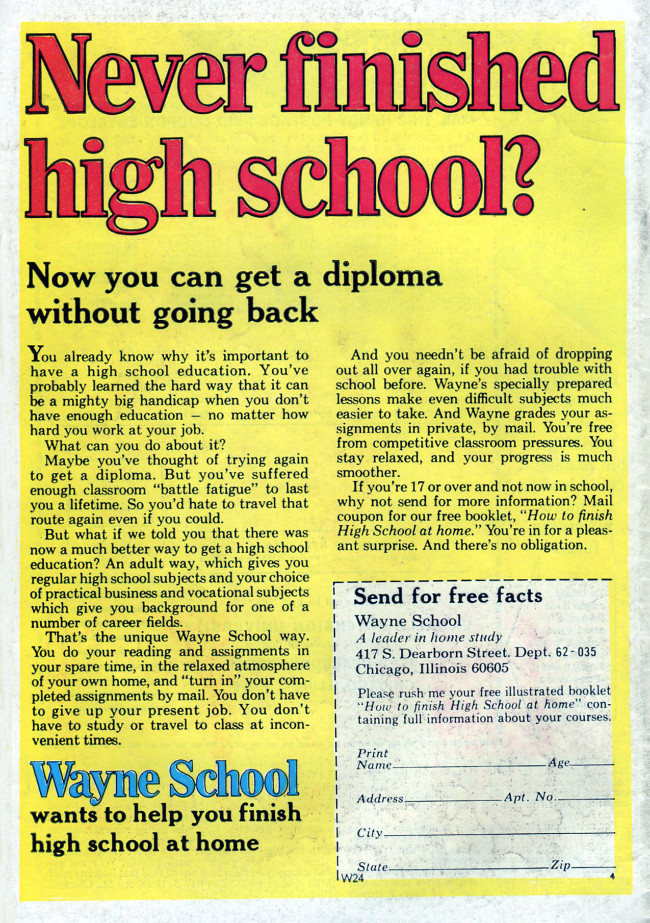 Never finished
high school?
Now you can get a diploma
without going back
You already know why it's important to
have a high school education. You've
probably learned the hard way that it can
be a mighty big handicap when you don't
have enough education – no matter how
hard you work at your job.
What can you do about it?
Maybe you've thought of trying again
to get a diploma. But you've suffered
enough classroom “battle fatigue” to last
you a lifetime. So you'd hate to travel that
route again even if you could.
But what if we told you that there was
now a much better way to get a high school
education? An adult way, which gives you
regular high school subjects and your choice
of practical business and vocational subjects
which give you background for one of a
number of career fields.
That's the unique Wayne School way.
You do your reading and assignments in
your spare time, in the relaxed atmosphere
of your own home, and “turn in” your com-
pleted assignments by mail. You don't have
to give up your present job. You don't
have to study or travel to class at incon-
venient times.
Wayne School
wants to help you finish
high school at home
And you needn't be afraid of dropping
out all over again, if you had trouble with
school before. Wayne's specially prepared
lessons make even difficult subjects much
easier to take. And Wayne grades your as-
signments in private, by mail. You're free
from competitive classroom pressures. You
stay relaxed, and your progress is much
smoother.
If you're 17 or over and not now in school,
why not send for more information? Mail
coupon for our free booklet, “How to finish
High School at home.” You're in for a pleas-
ant surprise. And there's no obligation.
Send for free facts
Wayne School
A leader in home study
417 S. Dearborn Street. Dept. 62-035
Chicago, Illinois 60605
Please rush me your free illustrated booklet
“How to finish High School at home” con-
taining full information about your courses.
Print
Name Age
Address Apt. No.
City
State Zip
W24 4